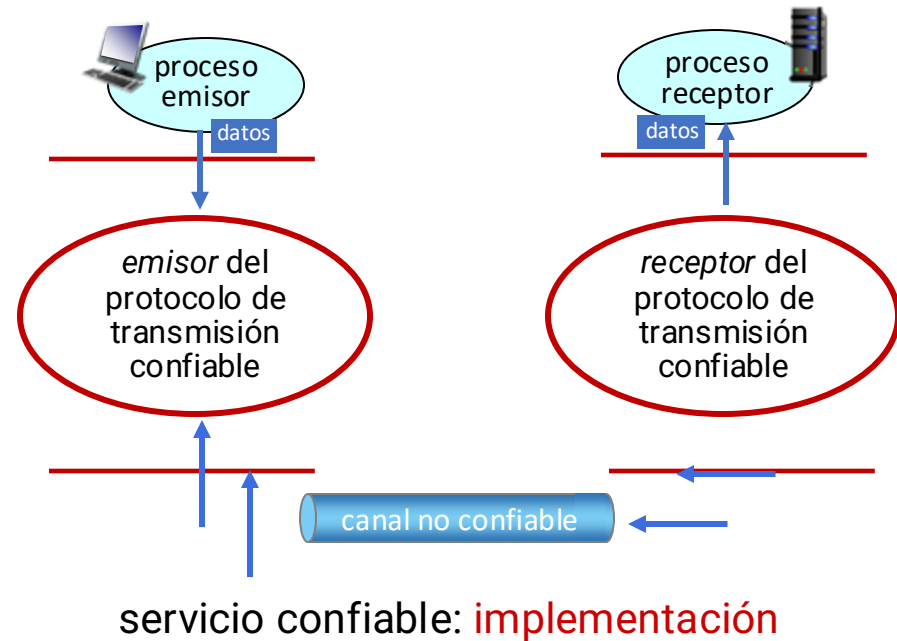 proceso
emisor
datos
proceso
receptor
datos
emisor del
protocolo de
transmisión
confiable
receptor del
protocolo de
transmisión
confiable
canal no confiable
servicio confiable: implementación